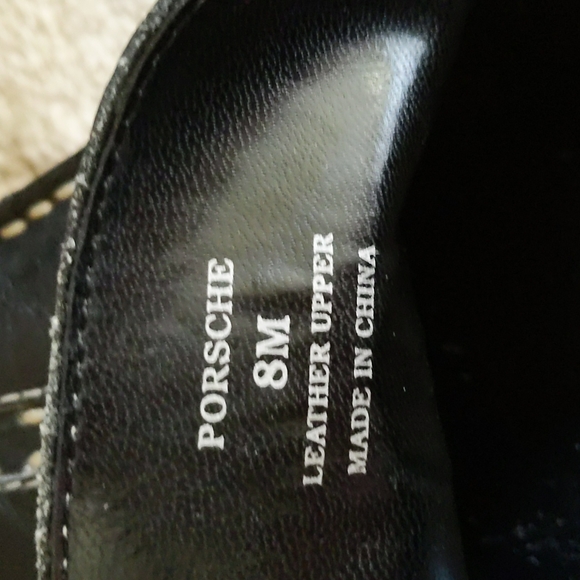 PORSCHE
8M
LEATHER UPPER
MADE IN CHINA